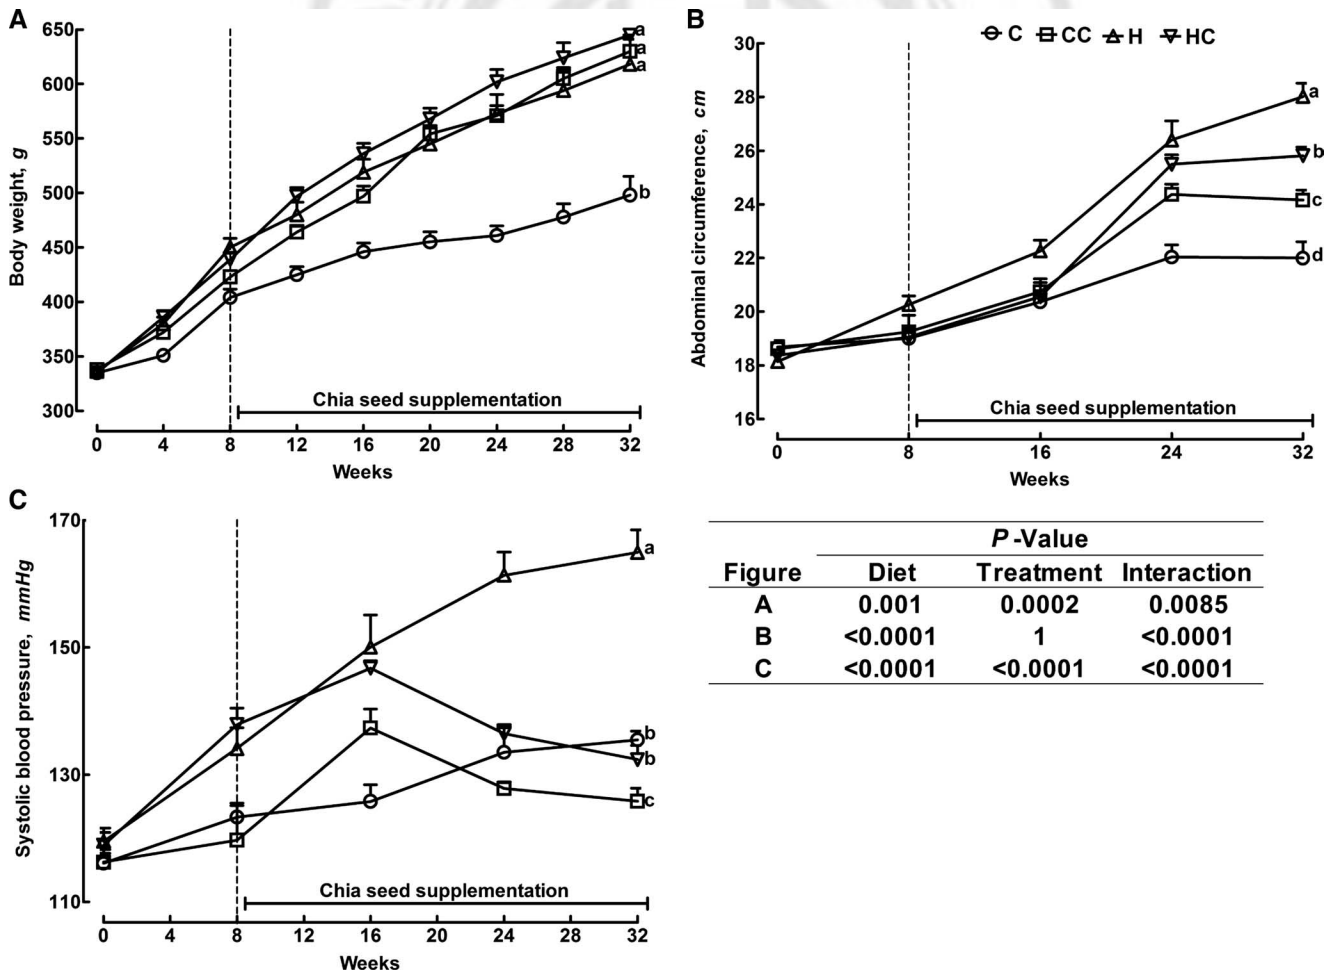 A
Body weight, g
650
600
550
500
450
400
350
300
a
a
a
b
Chia seed supplementation
0 4 8 12 16 20 24 28 32
Weeks
B
C CC H HC
Abdominal circumference, cm
30
28
26
24
22
20
18
16
a
b
c
d
Chia seed supplementation
0 8 16 24 32
Weeks
C
Systolic blood pressure, mmHg
170
150
130
110
a
b
b
c
Chia seed supplementation
0 4 8 12 16 20 24 28 32
Weeks
P -Value
Figure Diet Treatment Interaction
A 0.001 0.0002 0.0085
B <0.0001 1 <0.0001
C <0.0001 <0.0001 <0.0001